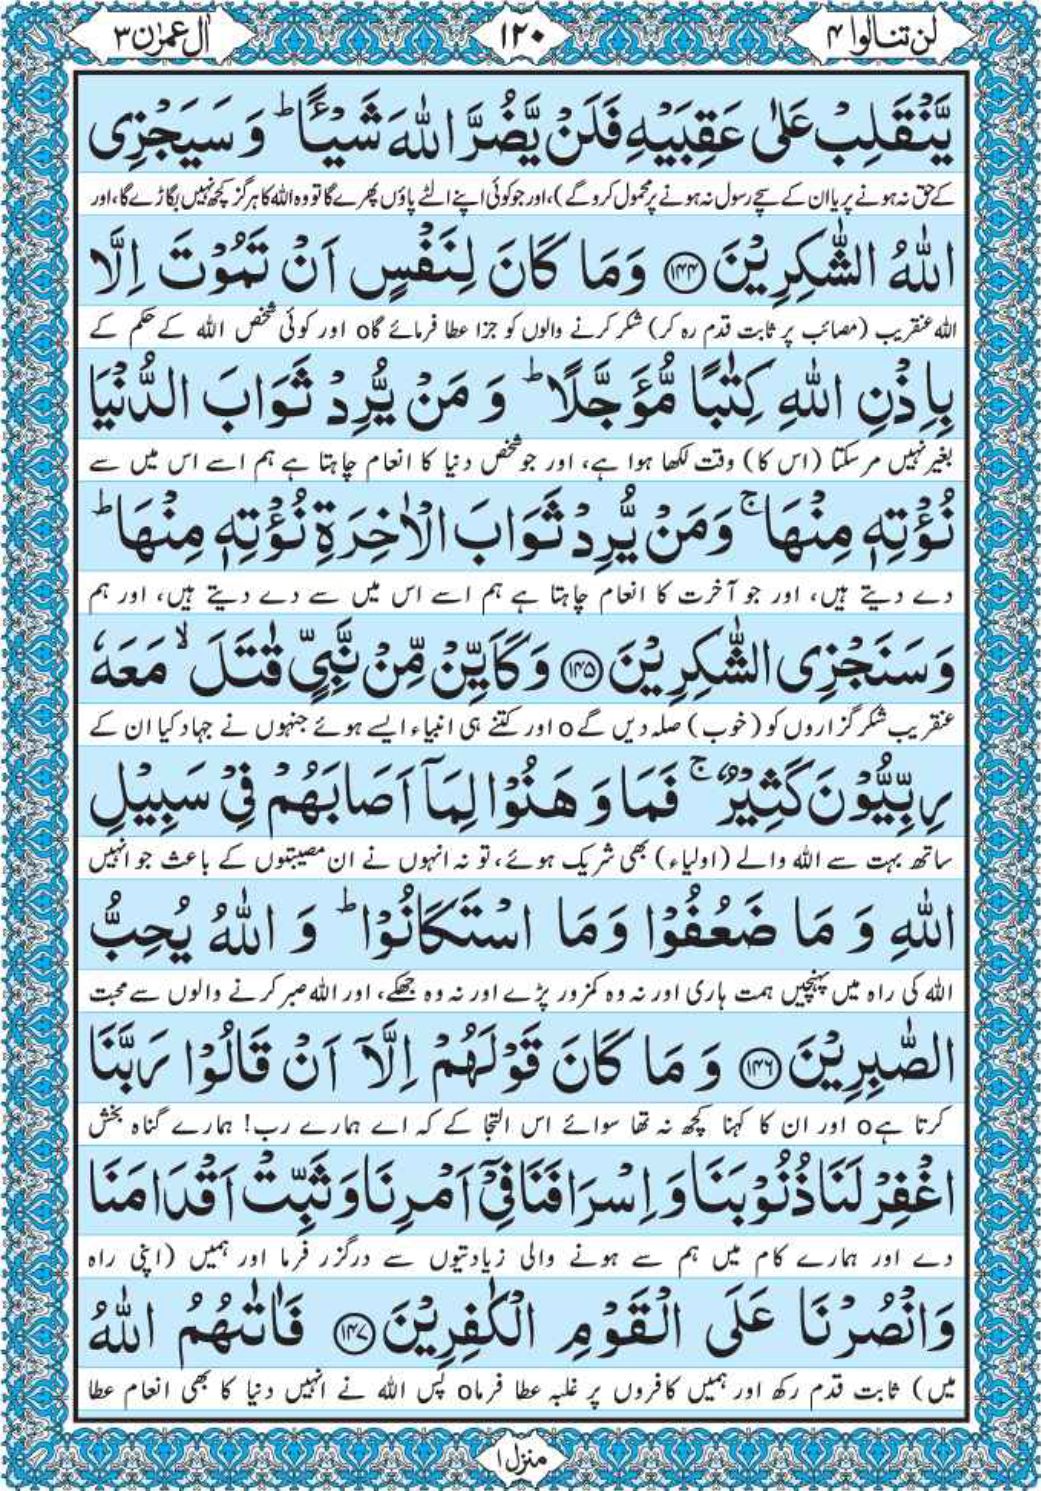 لن تنالوا ۴
۱۲۰
اٰل عمرٰن ۳
يَّنْقَلِبْ عَلٰى عَقِبَيْهِ فَلَنْ يَّضُرَّ اللّٰهَ شَيْـًٔا ؕ وَ سَيَجْزِى
کے حق نہ ہونے پر یا ان کے سچے رسول نہ ہونے پر محمول کرو گے)، اور جو کوئی اپنے الٹے پاؤں پھرے گا تو وہ اللہ کا ہرگز کچھ نہیں بگاڑے گا، اور
اللّٰهُ الشّٰكِرِيْنَ ﴿۱۴۴﴾ وَمَا كَانَ لِنَفْسٍ اَنْ تَمُوْتَ اِلَّا
اللہ عنقریب (مصائب پر ثابت قدم رہ کر) شکر کرنے والوں کو جزا عطا فرمائے گاo اور کوئی شخص اللہ کے حکم کے
بِاِذْنِ اللّٰهِ كِتٰبًا مُّؤَجَّلًا ؕ وَ مَنْ يُّرِدْ ثَوَابَ الدُّنْيَا
بغیر نہیں مر سکتا (اس کا) وقت لکھا ہوا ہے، اور جو شخص دنیا کا انعام چاہتا ہے ہم اسے اس میں سے
نُؤْتِهٖ مِنْهَا ۚ وَمَنْ يُّرِدْ ثَوَابَ الْاٰخِرَةِ نُؤْتِهٖ مِنْهَا ؕ
دے دیتے ہیں، اور جو آخرت کا انعام چاہتا ہے ہم اسے اس میں سے دے دیتے ہیں، اور ہم
وَسَنَجْزِى الشّٰكِرِيْنَ ﴿۱۴۵﴾ وَكَاَيِّنْ مِّنْ نَّبِىٍّ قٰتَلَ ۙ مَعَهٗ
عنقریب شکر گزاروں کو (خوب) صلہ دیں گےo اور کتنے ہی انبیاء ایسے ہوئے جنہوں نے جہاد کیا ان کے
رِبِّيُّوْنَ كَثِيْرٌ ۚ فَمَا وَهَنُوْا لِمَاۤ اَصَابَهُمْ فِىْ سَبِيْلِ
ساتھ بہت سے اللہ والے (اولیاء) بھی شریک ہوئے، تو نہ انہوں نے ان مصیبتوں کے باعث جو انہیں
اللّٰهِ وَ مَا ضَعُفُوْا وَمَا اسْتَكَانُوْا ؕ وَ اللّٰهُ يُحِبُّ
اللہ کی راہ میں پہنچیں ہمت ہاری اور نہ وہ کمزور پڑے اور نہ وہ جھکے، اور اللہ صبر کرنے والوں سے محبت
الصّٰبِرِيْنَ ﴿۱۴۶﴾ وَ مَا كَانَ قَوْلَهُمْ اِلَّاۤ اَنْ قَالُوْا رَبَّنَا
کرتا ہےo اور ان کا کہنا کچھ نہ تھا سوائے اس التجا کے کہ اے ہمارے رب! ہمارے گناہ بخش
اغْفِرْ لَنَا ذُنُوْبَنَا وَ اِسْرَافَنَا فِىْۤ اَمْرِنَا وَ ثَبِّتْ اَقْدَامَنَا
دے اور ہمارے کام میں ہم سے ہونے والی زیادتیوں سے درگزر فرما اور ہمیں (اپنی راہ
وَانْصُرْنَا عَلَى الْقَوْمِ الْكٰفِرِيْنَ ﴿۱۴۷﴾ فَاٰتٰىهُمُ اللّٰهُ
میں) ثابت قدم رکھ اور ہمیں کافروں پر غلبہ عطا فرماo پس اللہ نے انہیں دنیا کا بھی انعام عطا
منزل ۱